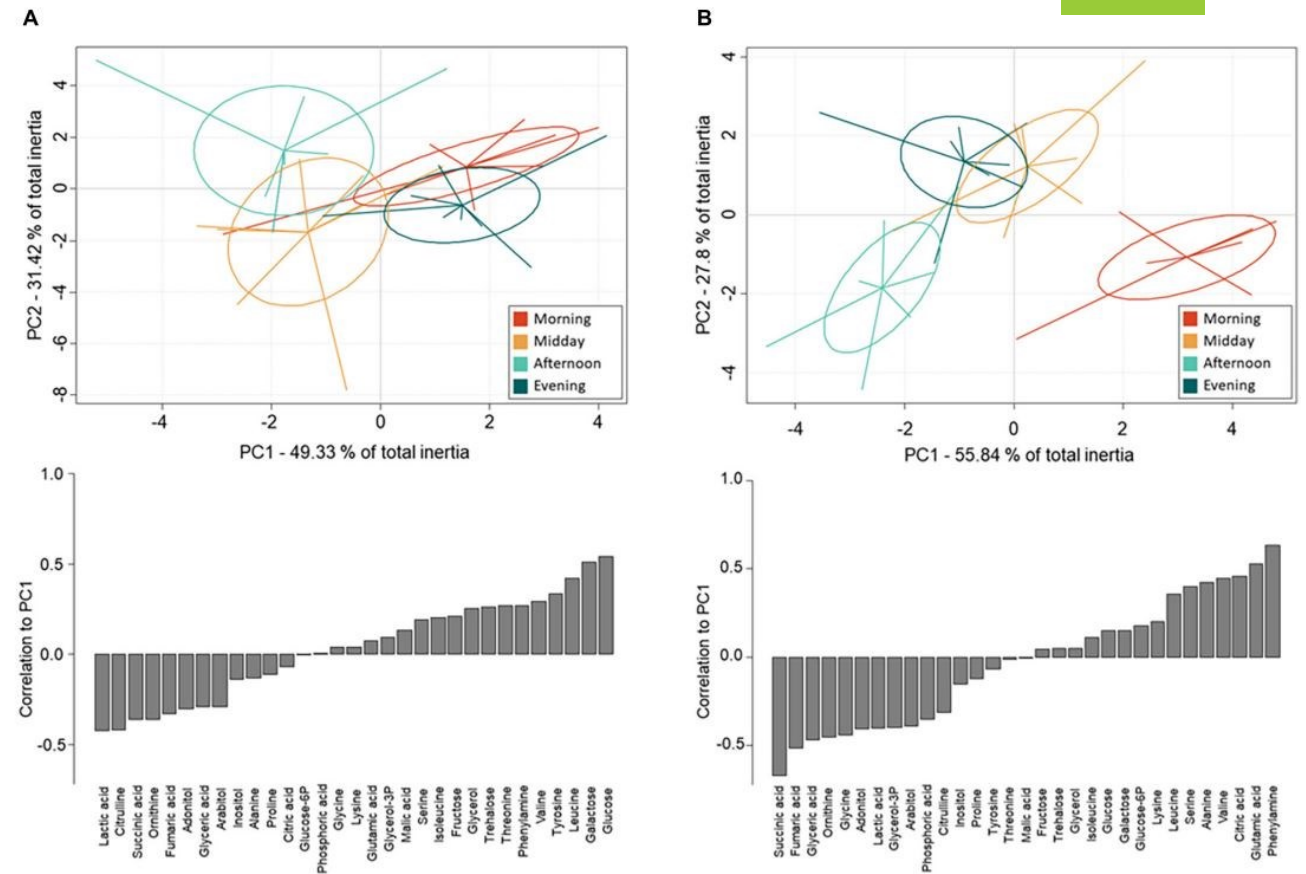 A
PC2 - 31.42 % of total inertia
4
2
0
-2
-4
-6
-8
Morning
Midday
Afternoon
Evening
-4
-2
0
2
4
PC1 - 49.33 % of total inertia
B
PC2 - 27.8 % of total inertia
4
2
0
-2
-4
Morning
Midday
Afternoon
Evening
-4
-2
0
2
4
PC1 - 55.84 % of total inertia
Correlation to PC1
1.0
0.5
0.0
-0.5
Lactic acid
Citrulline
Succinic acid
Ornithine
Fumaric acid
Adonitol
Glyceric acid
Arabitol
Inositol
Alanine
Proline
Citric acid
Glucose-6P
Phosphoric acid
Glycine
Lysine
Glutamic acid
Glycerol-3P
Malic acid
Serine
Isoleucine
Fructose
Glycerol
Trehalose
Threonine
Phenylamine
Valine
Tyrosine
Leucine
Galactose
Glucose
Correlation to PC1
1.0
0.5
0.0
-0.5
Succinic acid
Fumaric acid
Glyceric acid
Ornithine
Glycine
Adonitol
Lactic acid
Glycerol-3P
Arabitol
Phosphoric acid
Citrulline
Inositol
Proline
Tyrosine
Threonine
Malic acid
Fructose
Trehalose
Glycerol
Isoleucine
Glucose
Galactose
Glucose-6P
Lysine
Leucine
Serine
Alanine
Valine
Citric acid
Glutamic acid
Phenylamine